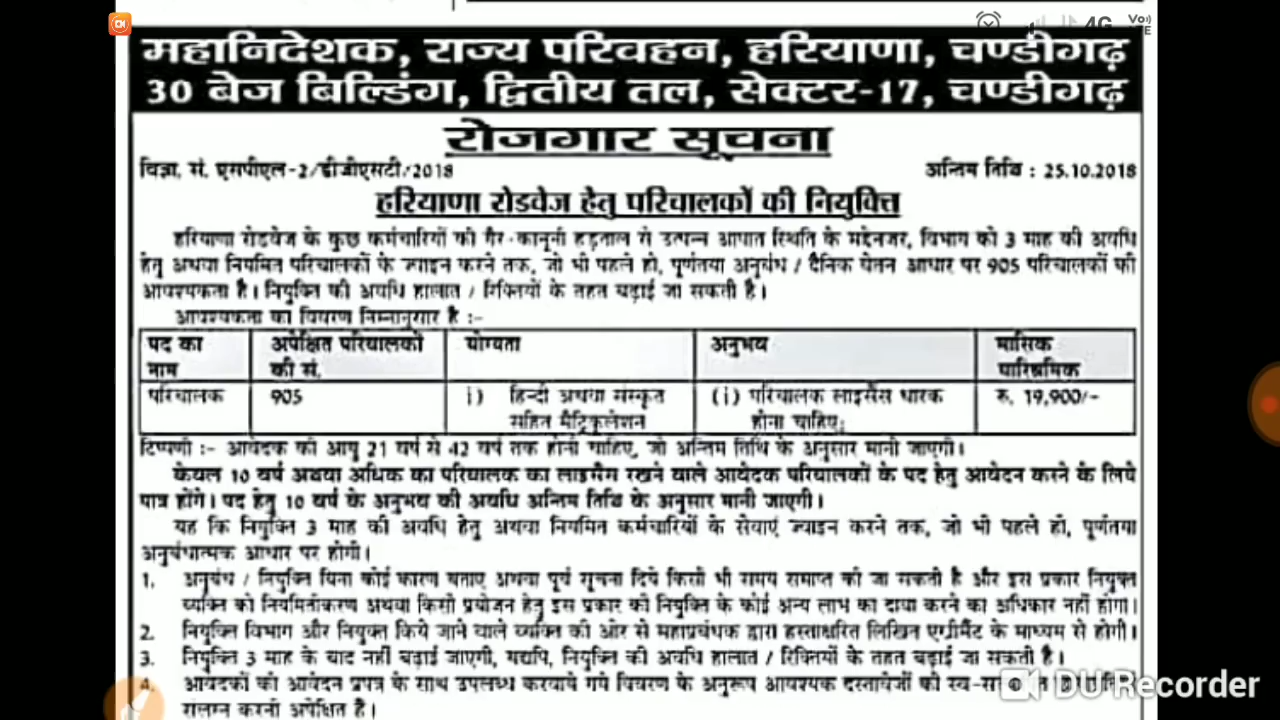 4G
महानिदेशक, राज्य परिवहन, हरियाणा, चण्डीगढ़
30 बेज बिल्डिंग, द्वितीय तल, सेक्टर-17, चण्डीगढ़
रोजगार सूचना
विज्ञा. सं. एसपीएल-2/डीजीएसटी/2018 अन्तिम तिथि : 25.10.2018
हरियाणा रोडवेज हेतु परिचालकों की नियुक्ति
हरियाणा रोडवेज के कुछ कर्मचारियों की गैर-कानूनी हड़ताल से उत्पन्न आपात स्थिति के मद्देनजर, विभाग को 3 माह की अवधि
हेतु अथवा नियमित परिचालकों के ज्वाइन करने तक, जो भी पहले हो, पूर्णतया अनुबंध / दैनिक वेतन आधार पर 905 परिचालकों की
आवश्यकता है। नियुक्ति की अवधि हालात / रिक्तियों के तहत बढ़ाई जा सकती है।
आवश्यकता का विवरण निम्नानुसार है :-
पद का नाम अपेक्षित परिचालकों की सं. योग्यता अनुभव मासिक पारिश्रमिक
परिचालक 905 i) हिन्दी अथवा संस्कृत सहित मैट्रिकुलेशन (i) परिचालक लाइसैंस धारक होना चाहिए; रु. 19,900/-
टिप्पणी :- आवेदक की आयु 21 वर्ष से 42 वर्ष तक होनी चाहिए, जो अन्तिम तिथि के अनुसार मानी जाएगी।
केवल 10 वर्ष अथवा अधिक का परिचालक का लाइसैंस रखने वाले आवेदक परिचालकों के पद हेतु आवेदन करने के लिये
पात्र होंगे। पद हेतु 10 वर्ष के अनुभव की अवधि अन्तिम तिथि के अनुसार मानी जाएगी।
यह कि नियुक्ति 3 माह की अवधि हेतु अथवा नियमित कर्मचारियों के सेवाएं ज्वाइन करने तक, जो भी पहले हो, पूर्णतया
अनुबंधात्मक आधार पर होगी।
1. अनुबंध / नियुक्ति बिना कोई कारण बताए अथवा पूर्व सूचना दिये किसी भी समय समाप्त की जा सकती है और इस प्रकार नियुक्त
व्यक्ति को नियमितीकरण अथवा किसी प्रयोजन हेतु इस प्रकार की नियुक्ति के कोई अन्य लाभ का दावा करने का अधिकार नहीं होगा।
2. नियुक्ति विभाग और नियुक्त किये जाने वाले व्यक्ति की ओर से महाप्रबंधक द्वारा हस्ताक्षरित लिखित एग्रीमैंट के माध्यम से होगी।
3. नियुक्ति 3 माह के बाद नहीं बढ़ाई जाएगी, यद्यपि, नियुक्ति की अवधि हालात / रिक्तियों के तहत बढ़ाई जा सकती है।
4. आवेदकों को आवेदन प्रपत्र के साथ उपलब्ध करवाये गये विवरण के अनुरूप आवश्यक दस्तावेजों की
संलग्न करनी अपेक्षित है।
DU Recorder